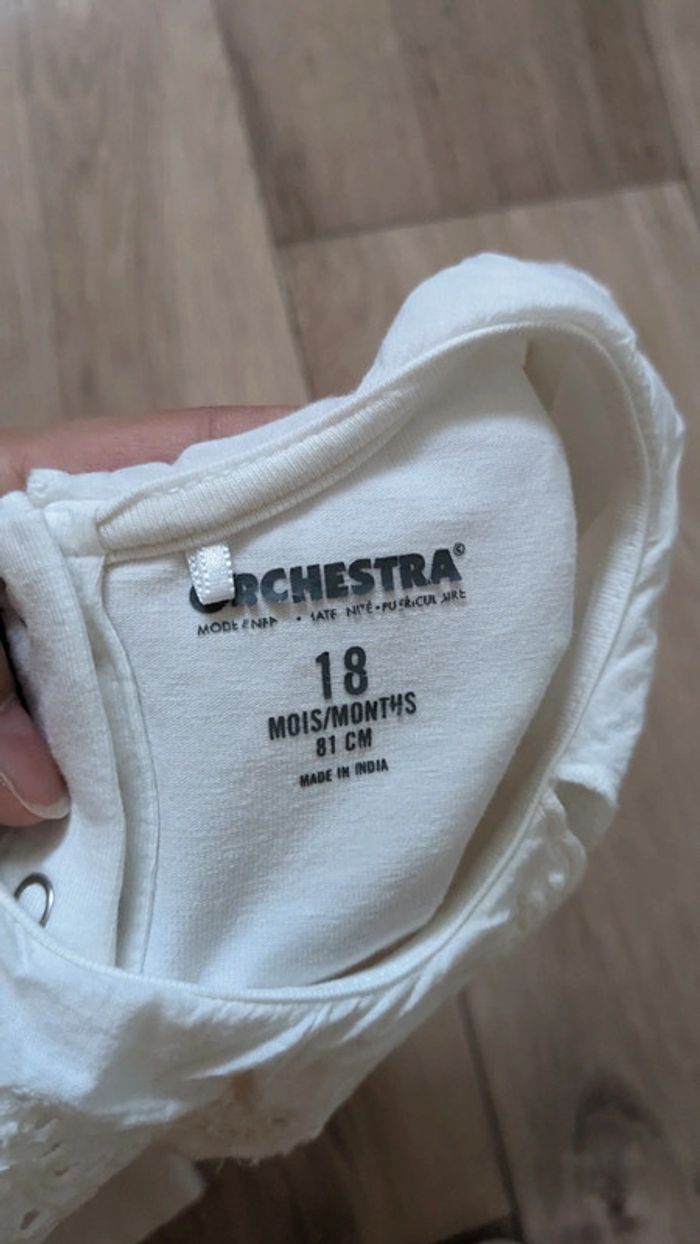 ORCHESTRA©
18
MOIS/MONTHS
81 CM
MADE IN INDIA